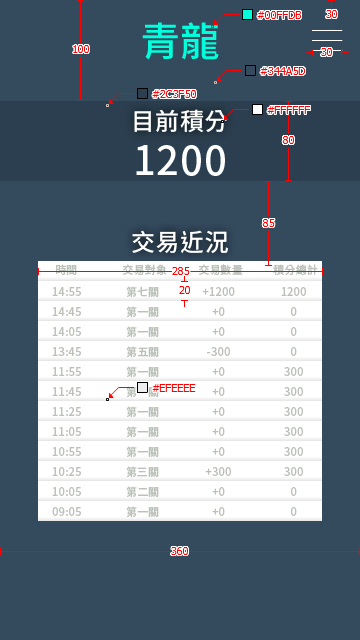 #00FFDB
30
青龍
100
30
#344A5D
#2C3F50
#FFFFFF
目前積分
80
1200
85
交易近況
時間 交易對象 285 交易數量 積分總計
14:55 第七關 20 +1200 1200
14:45 第一關 +0 0
14:05 第一關 +0 0
13:45 第五關 -300 0
11:55 第一關 +0 300
11:45 第一關 +0 300
#EFEEEE
11:25 第一關 +0 300
11:05 第一關 +0 300
10:55 第一關 +0 300
10:25 第三關 +300 300
10:05 第二關 +0 0
09:05 第一關 +0 0
360